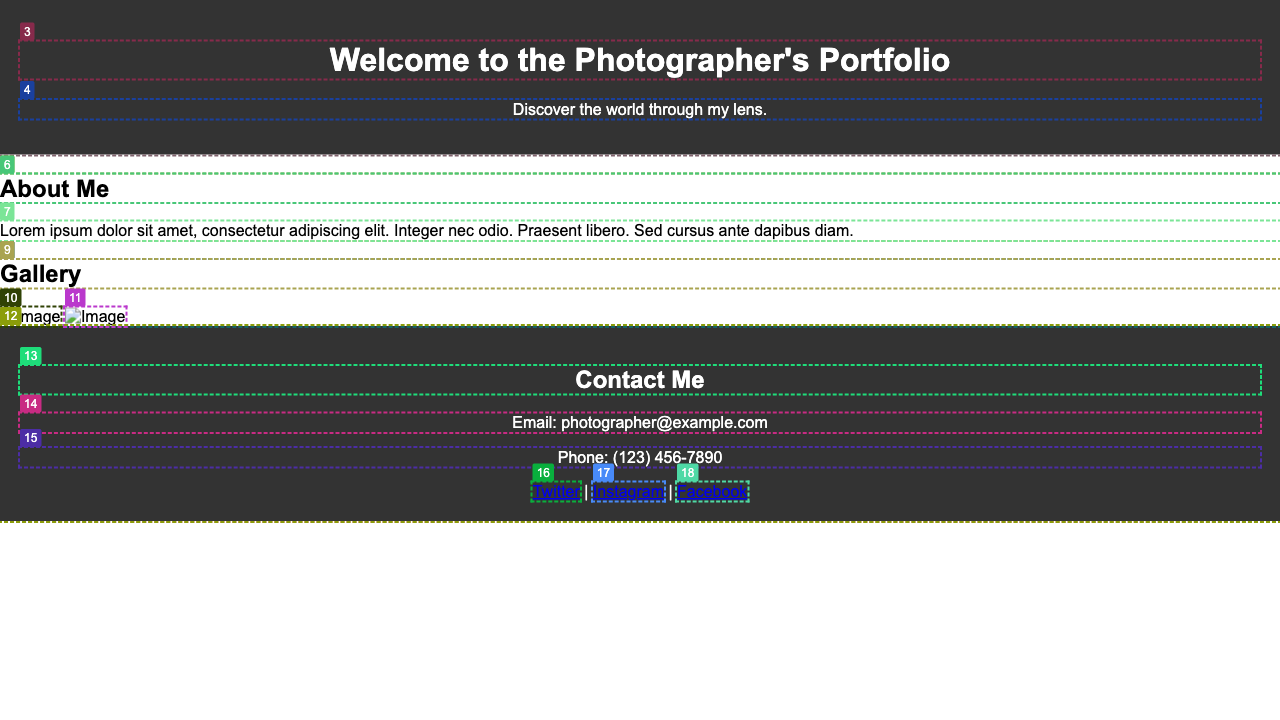 3
Welcome to the Photographer's Portfolio
4
Discover the world through my lens.
6
About Me
7
Lorem ipsum dolor sit amet, consectetur adipiscing elit. Integer nec odio. Praesent libero. Sed cursus ante dapibus diam.
9
Gallery
10 11
12 mage Image
13
Contact Me
14
Email: photographer@example.com
15
Phone: (123) 456-7890
16 17 18
Twitter | Instagram | Facebook